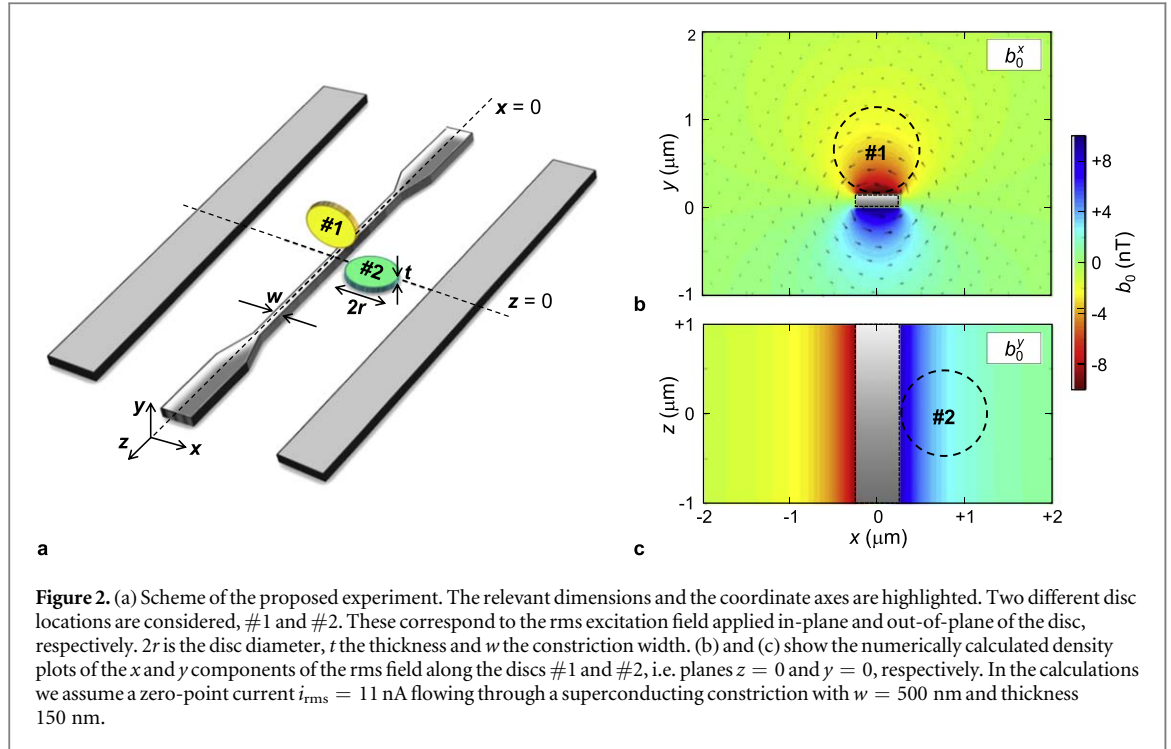 x = 0
#1
#2
t
w
2r
z = 0
y
z
x
a
2
1
0
-1
y (μm)
b₀ˣ
#1
b
+1
0
-1
z (μm)
b₀ʸ
#2
-2
-1
0
+1
+2
x (μm)
c
+8
+4
0
-4
-8
b₀ (nT)
Figure 2. (a) Scheme of the proposed experiment. The relevant dimensions and the coordinate axes are highlighted. Two different disc
locations are considered, #1 and #2. These correspond to the rms excitation field applied in-plane and out-of-plane of the disc,
respectively. 2r is the disc diameter, t the thickness and w the constriction width. (b) and (c) show the numerically calculated density
plots of the x and y components of the rms field along the discs #1 and #2, i.e. planes z = 0 and y = 0, respectively. In the calculations
we assume a zero-point current iᵣₘₛ = 11 nA flowing through a superconducting constriction with w = 500 nm and thickness
150 nm.